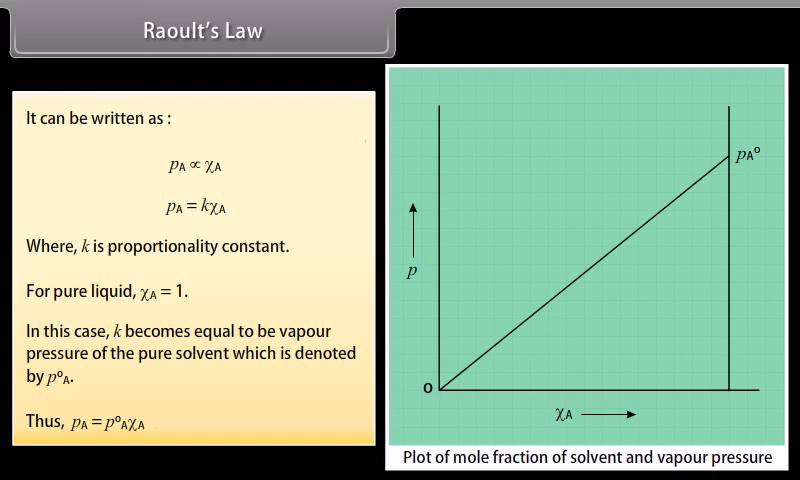 Raoult's Law
It can be written as :
pA ∝ χA
pA = kχA
Where, k is proportionality constant.
For pure liquid, χA = 1.
In this case, k becomes equal to be vapour
pressure of the pure solvent which is denoted
by p°A.
Thus, pA = p°AχA
pA°
p
O
χA
Plot of mole fraction of solvent and vapour pressure